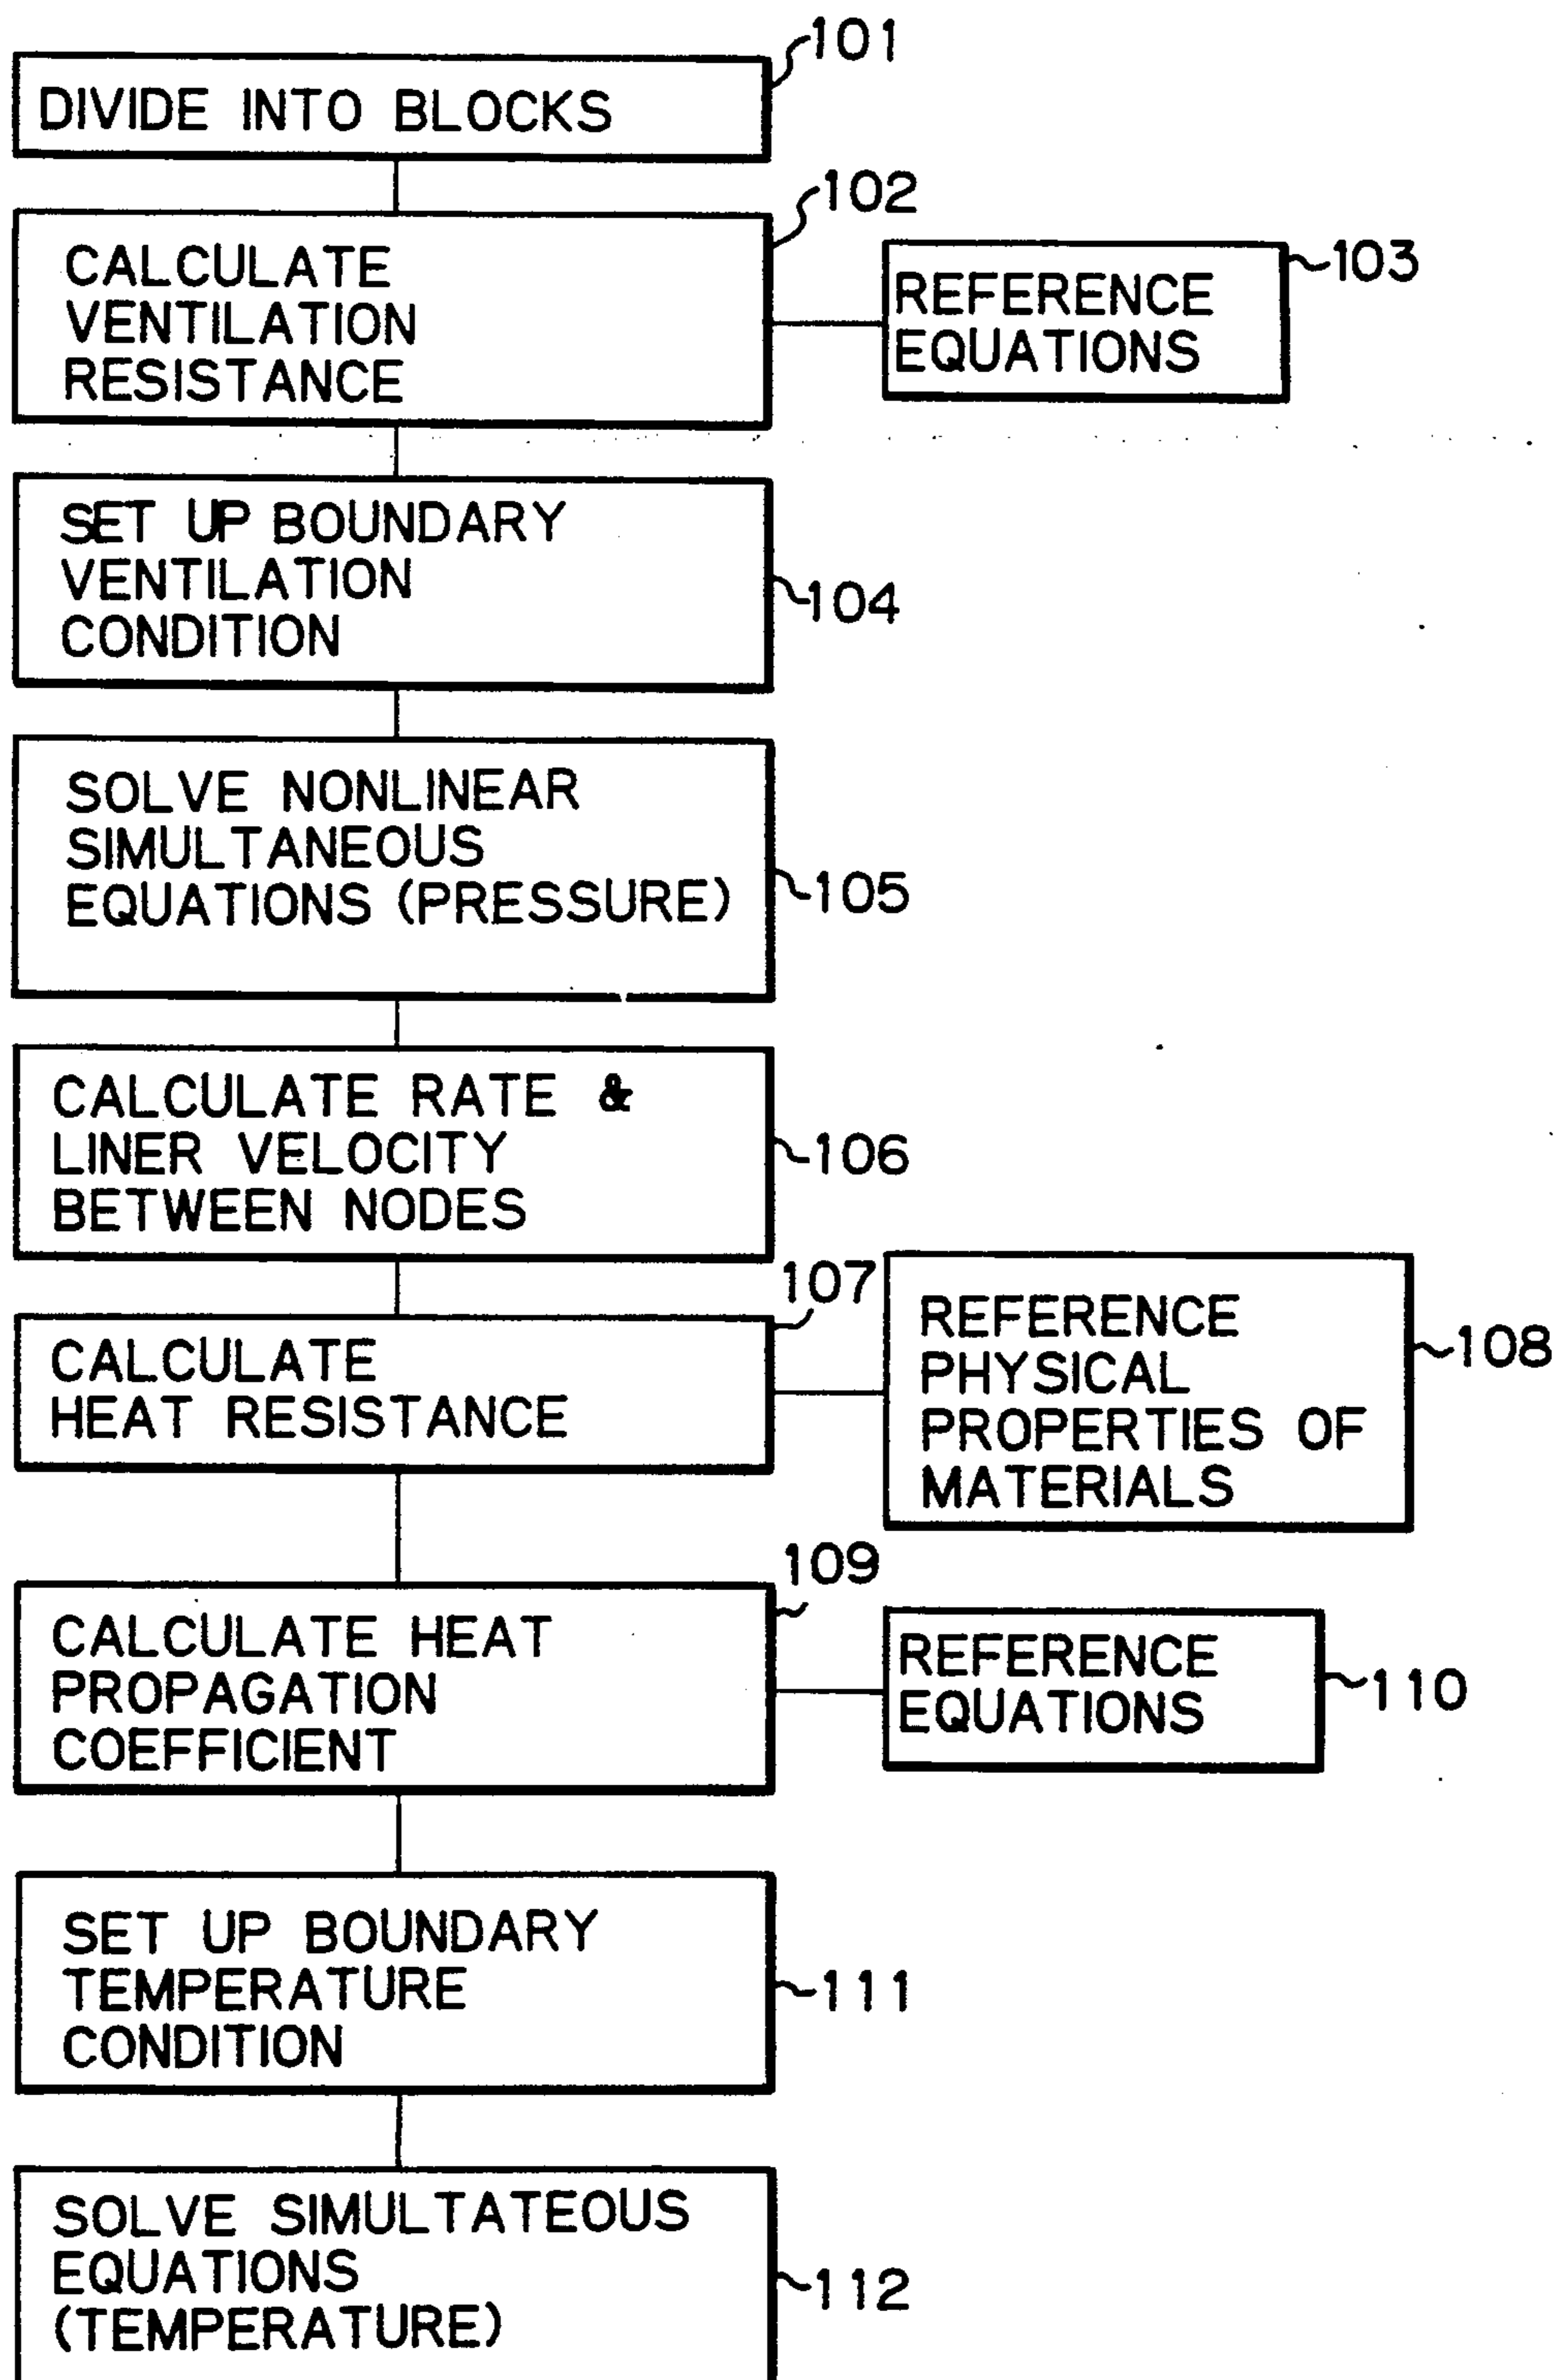 101
DIVIDE INTO BLOCKS
102
CALCULATE
VENTILATION
RESISTANCE
103
REFERENCE
EQUATIONS
SET UP BOUNDARY
VENTILATION
CONDITION
104
SOLVE NONLINEAR
SIMULTANEOUS
EQUATIONS (PRESSURE)
105
CALCULATE RATE &
LINER VELOCITY
BETWEEN NODES
106
107
CALCULATE
HEAT RESISTANCE
REFERENCE
PHYSICAL
PROPERTIES OF
MATERIALS
108
109
CALCULATE HEAT
PROPAGATION
COEFFICIENT
REFERENCE
EQUATIONS
110
SET UP BOUNDARY
TEMPERATURE
CONDITION
111
SOLVE SIMULTATEOUS
EQUATIONS
(TEMPERATURE)
112